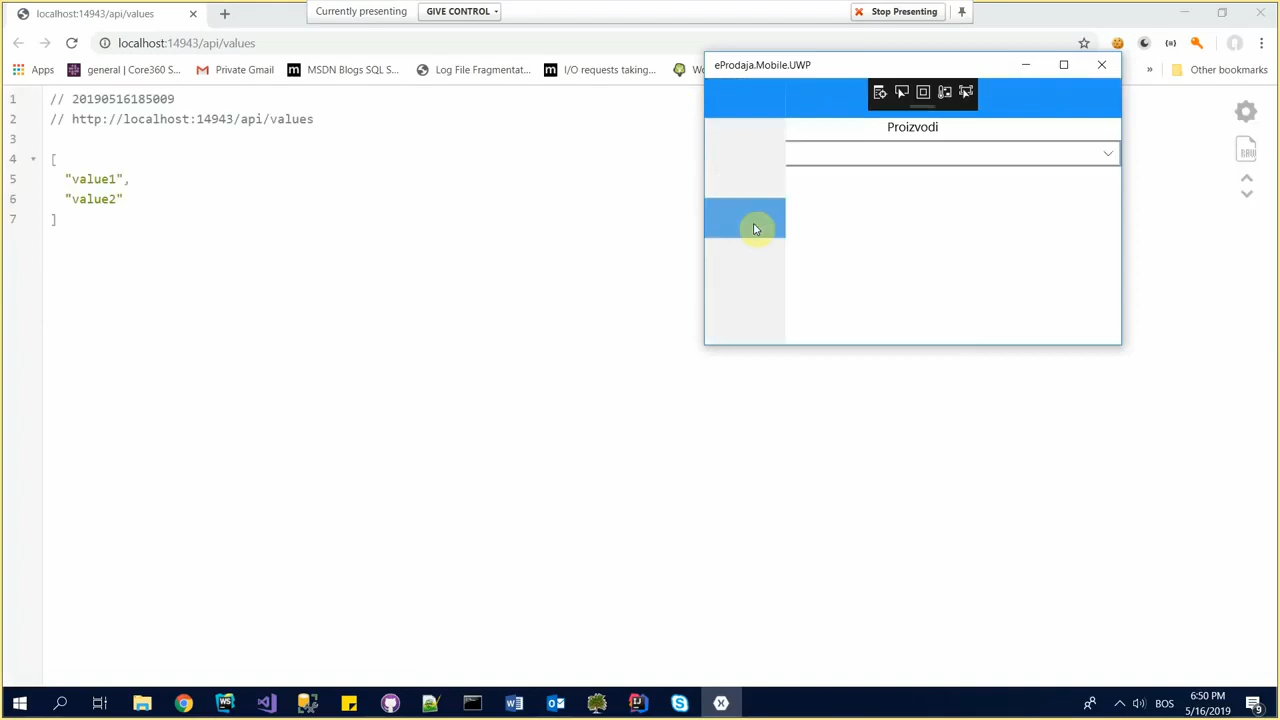 localhost:14943/api/values
Currently presenting
GIVE CONTROL
Stop Presenting
localhost:14943/api/values
Apps
general | Core360 S...
Private Gmail
MSDN Blogs SQL S...
Log File Fragmentat...
I/O requests taking...
»
Other bookmarks
eProdaja.Mobile.UWP
Proizvodi
1 // 20190516185009
2 // http://localhost:14943/api/values
3
4 [
5 "value1",
6 "value2"
7 ]
RAW
6:50 PM
BOS
5/16/2019
9